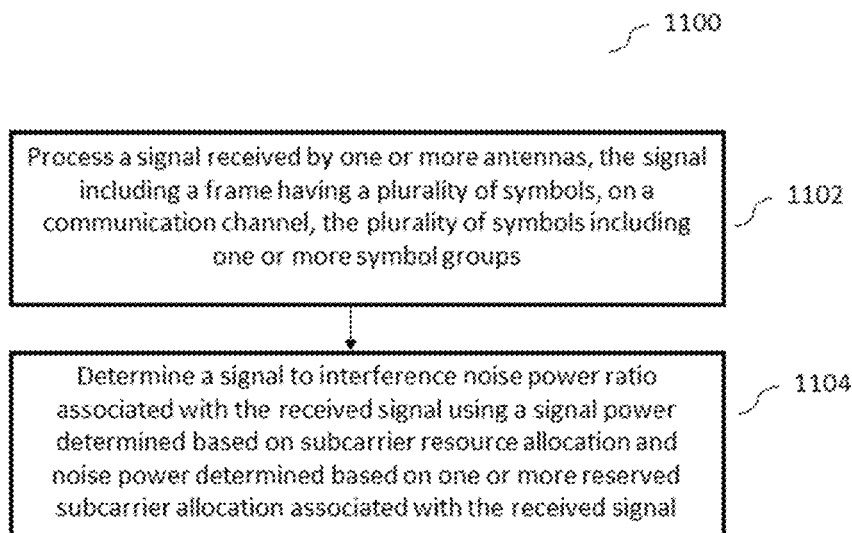 1100
Process a signal received by one or more antennas, the signal
including a frame having a plurality of symbols, on a
communication channel, the plurality of symbols including
one or more symbol groups
1102
Determine a signal to interference noise power ratio
associated with the received signal using a signal power
determined based on subcarrier resource allocation and
noise power determined based on one or more reserved
subcarrier allocation associated with the received signal
1104